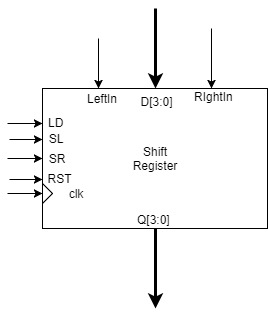 LeftIn
D[3:0]
RIghtIn
LD
SL
SR
RST
clk
Shift
Register
Q[3:0]